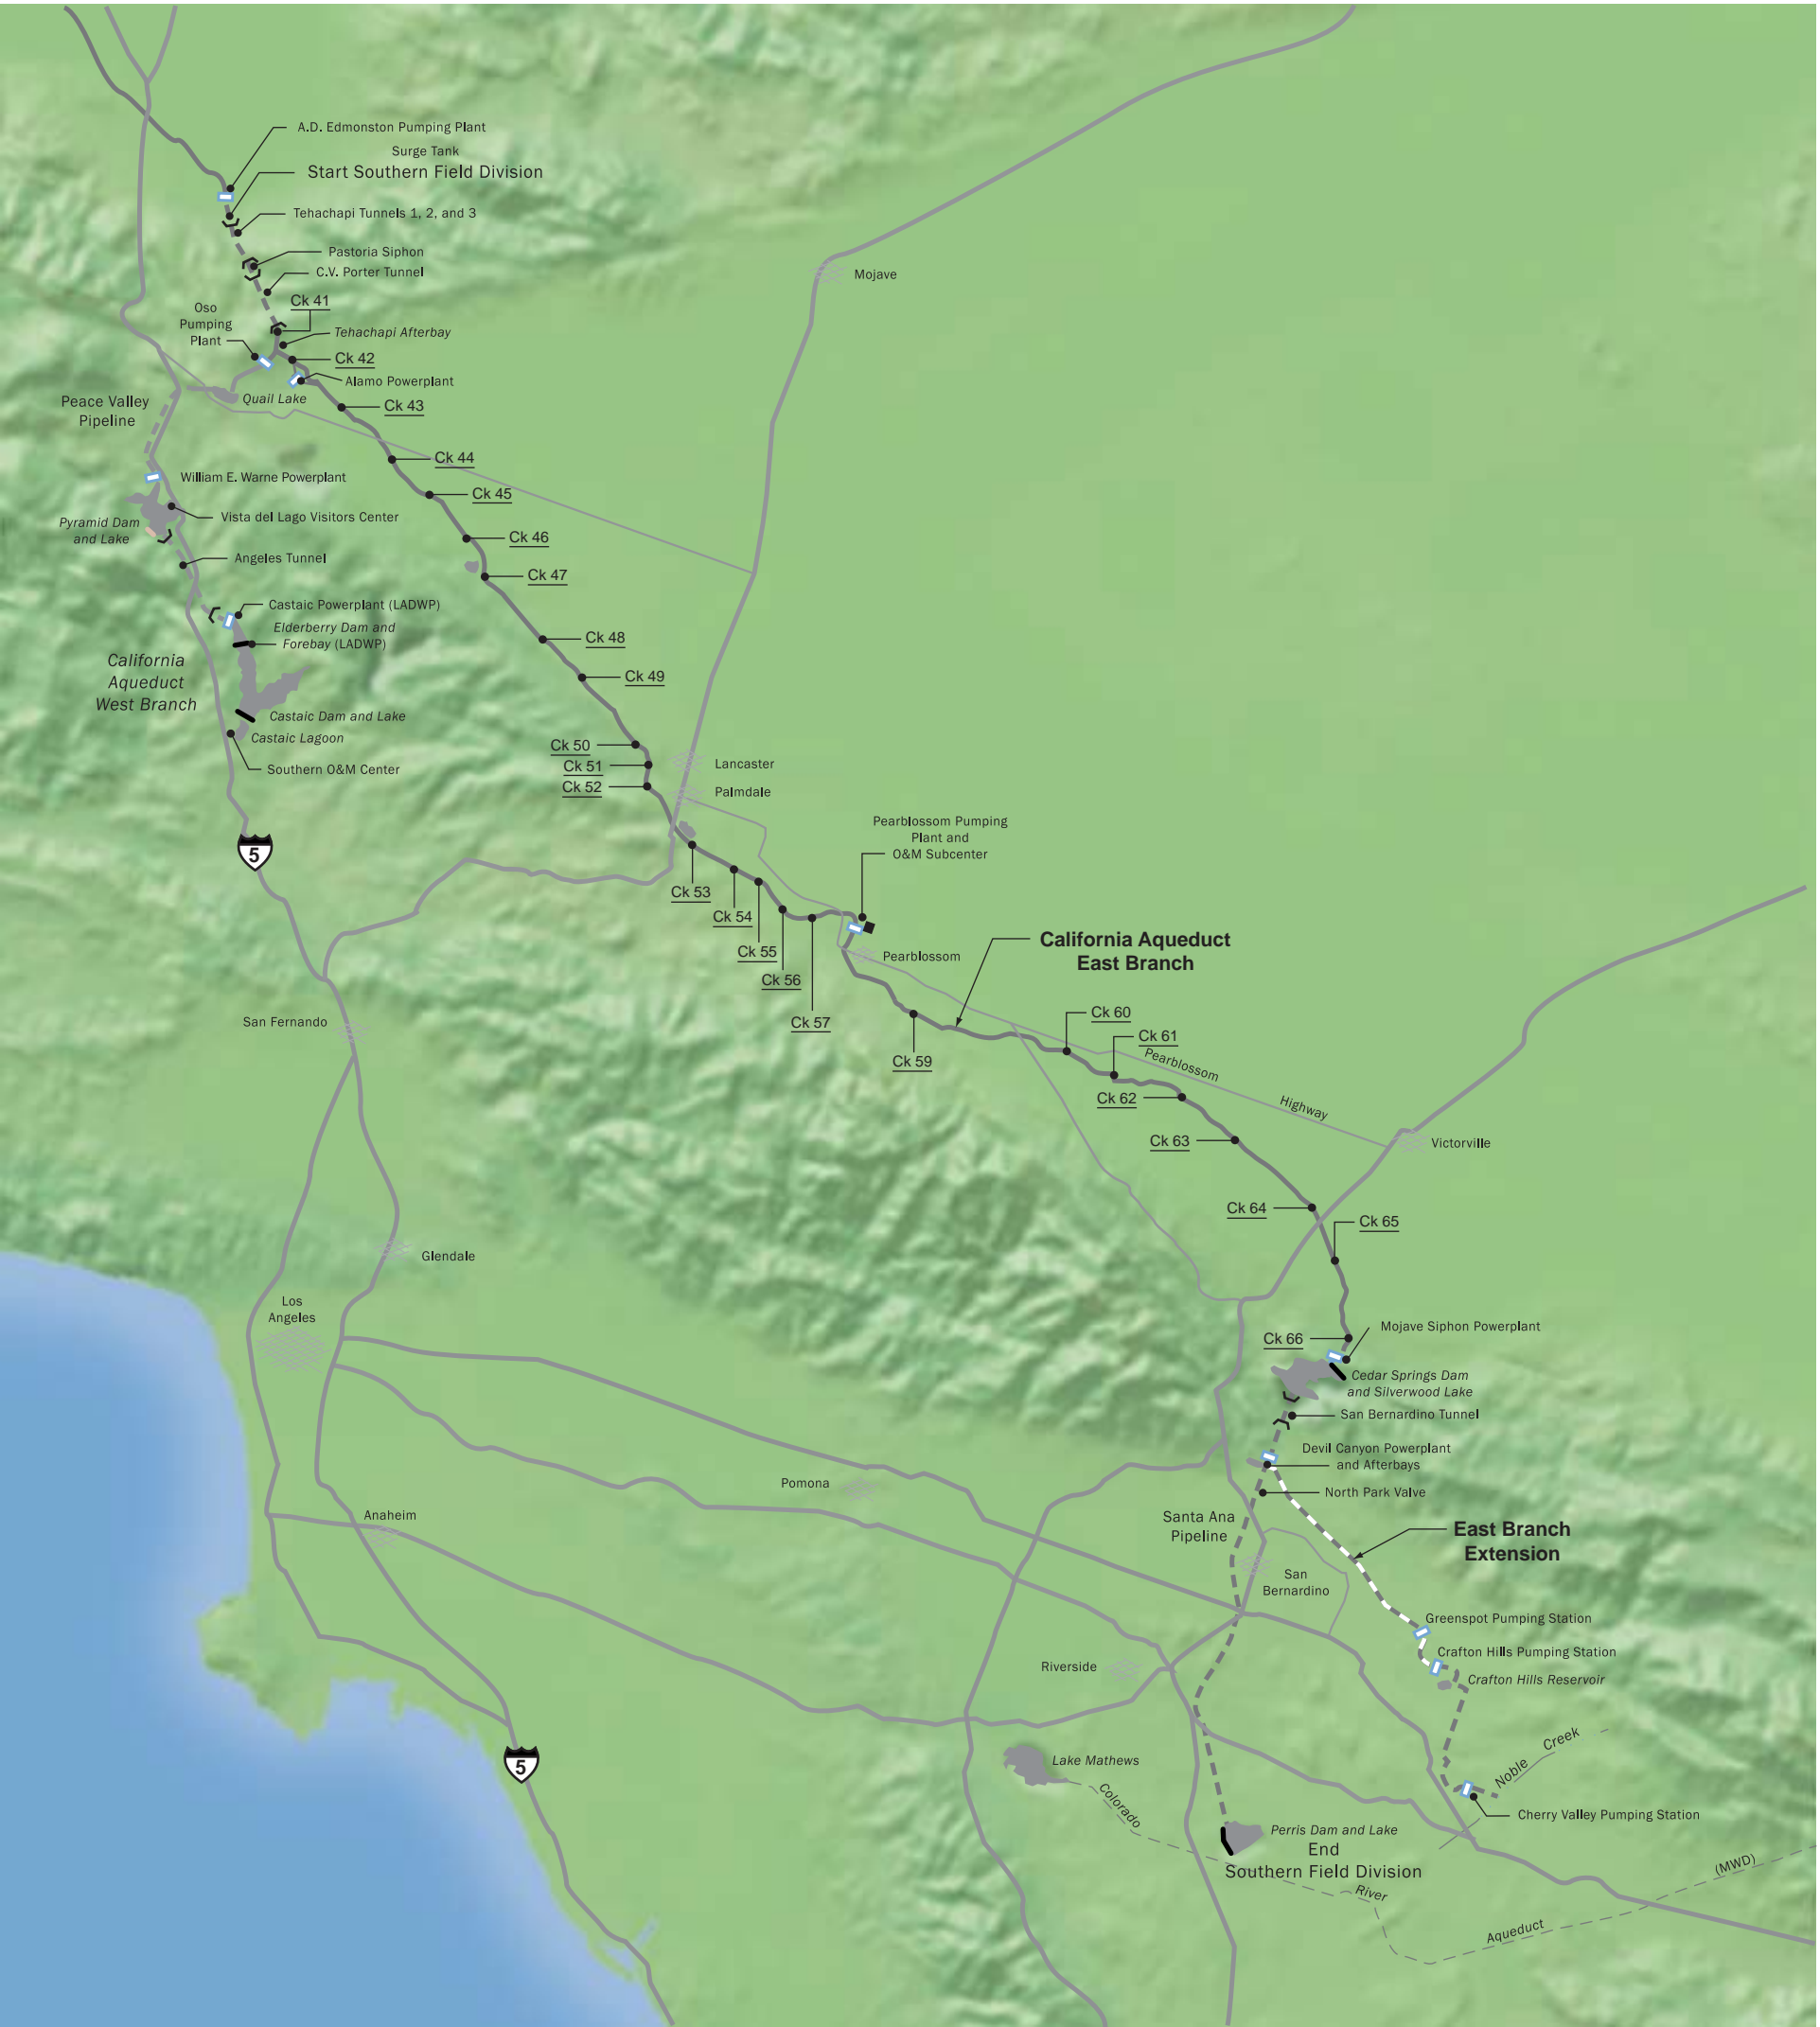 A.D. Edmonston Pumping Plant
Surge Tank
Start Southern Field Division
Tehachapi Tunnels 1, 2, and 3
Pastoria Siphon
C.V. Porter Tunnel
Mojave
Ck 41
Oso
Pumping
Plant
Tehachapi Afterbay
Ck 42
Alamo Powerplant
Quail Lake
Ck 43
Peace Valley
Pipeline
Ck 44
William E. Warne Powerplant
Ck 45
Vista del Lago Visitors Center
Pyramid Dam
and Lake
Ck 46
Angeles Tunnel
Ck 47
Castaic Powerplant (LADWP)
Elderberry Dam and
Forebay (LADWP)
Ck 48
California
Aqueduct
West Branch
Ck 49
Castaic Dam and Lake
Castaic Lagoon
Southern O&M Center
Ck 50
Ck 51
Ck 52
Lancaster
Palmdale
5
Pearblossom Pumping
Plant and
O&M Subcenter
Ck 53
Ck 54
Ck 55
Ck 56
Ck 57
Pearblossom
California Aqueduct
East Branch
San Fernando
Ck 59
Ck 60
Ck 61
Pearblossom
Highway
Ck 62
Ck 63
Victorville
Ck 64
Ck 65
Glendale
Los
Angeles
Ck 66
Mojave Siphon Powerplant
Cedar Springs Dam
and Silverwood Lake
San Bernardino Tunnel
Devil Canyon Powerplant
and Afterbays
North Park Valve
Pomona
Anaheim
Santa Ana
Pipeline
East Branch
Extension
San
Bernardino
Greenspot Pumping Station
Crafton Hills Pumping Station
Crafton Hills Reservoir
Riverside
Noble Creek
Lake Mathews
5
Colorado
Cherry Valley Pumping Station
Perris Dam and Lake
End
Southern Field Division
River
Aqueduct
(MWD)